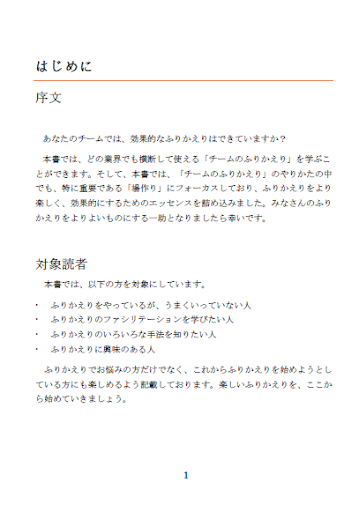 はじめに
序文
あなたのチームでは、効果的なふりかえりはできていますか？
本書では、どの業界でも横断して使える「チームのふりかえり」を学ぶこ
とができます。そして、本書では、「チームのふりかえり」のやりかたの中
でも、特に重要である「場作り」にフォーカスしており、ふりかえりをより
楽しく、効果的にするためのエッセンスを詰め込みました。みなさんのふり
かえりをよりよいものにする一助となりましたら幸いです。
対象読者
本書では、以下の方を対象にしています。
・ ふりかえりをやっているが、うまくいっていない人
・ ふりかえりのファシリテーションを学びたい人
・ ふりかえりのいろいろな手法を知りたい人
・ ふりかえりに興味のある人
ふりかえりでお悩みの方だけでなく、これからふりかえりを始めようとし
ている方にも楽しめるよう記載しております。楽しいふりかえりを、ここか
ら始めていきましょう。
1